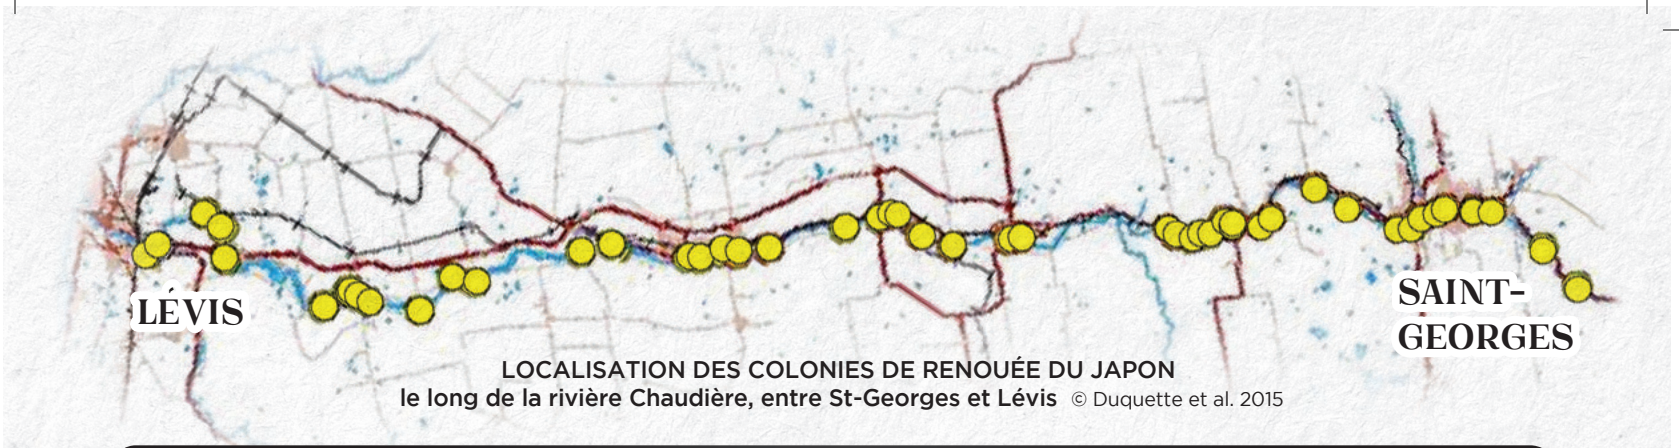 LÉVIS
SAINT-
GEORGES
LOCALISATION DES COLONIES DE RENOUÉE DU JAPON
le long de la rivière Chaudière, entre St-Georges et Lévis © Duquette et al. 2015